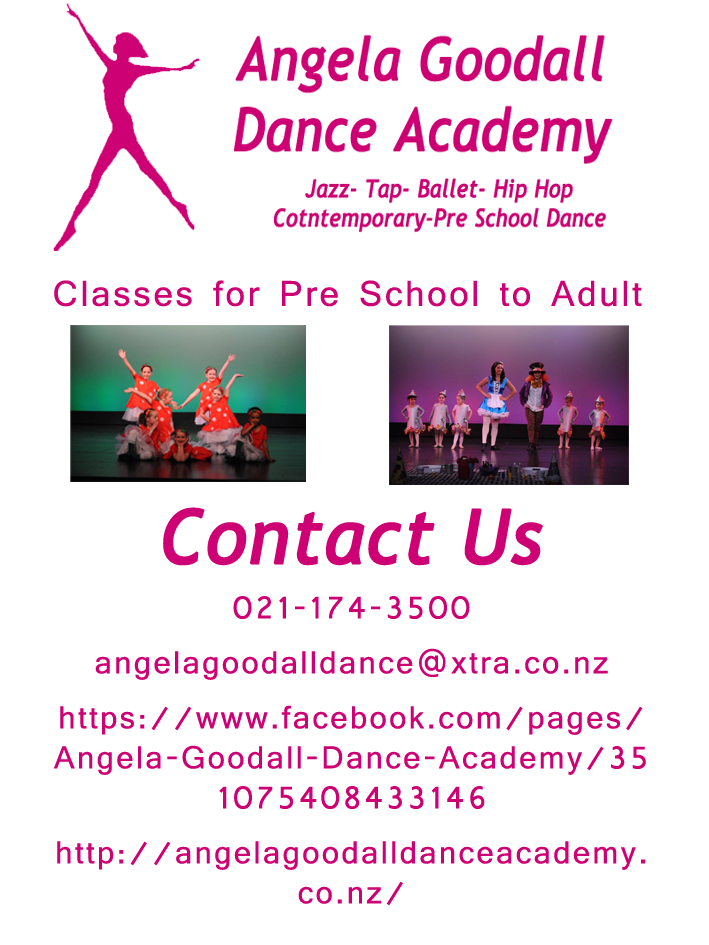 Angela Goodall
Dance Academy
Jazz- Tap- Ballet- Hip Hop
Cotntemporary-Pre School Dance
Classes for Pre School to Adult
Contact Us
021-174-3500
angelagoodalldance@xtra.co.nz
https://www.facebook.com/pages/
Angela-Goodall-Dance-Academy/35
1075408433146
http://angelagoodalldanceacademy.
co.nz/